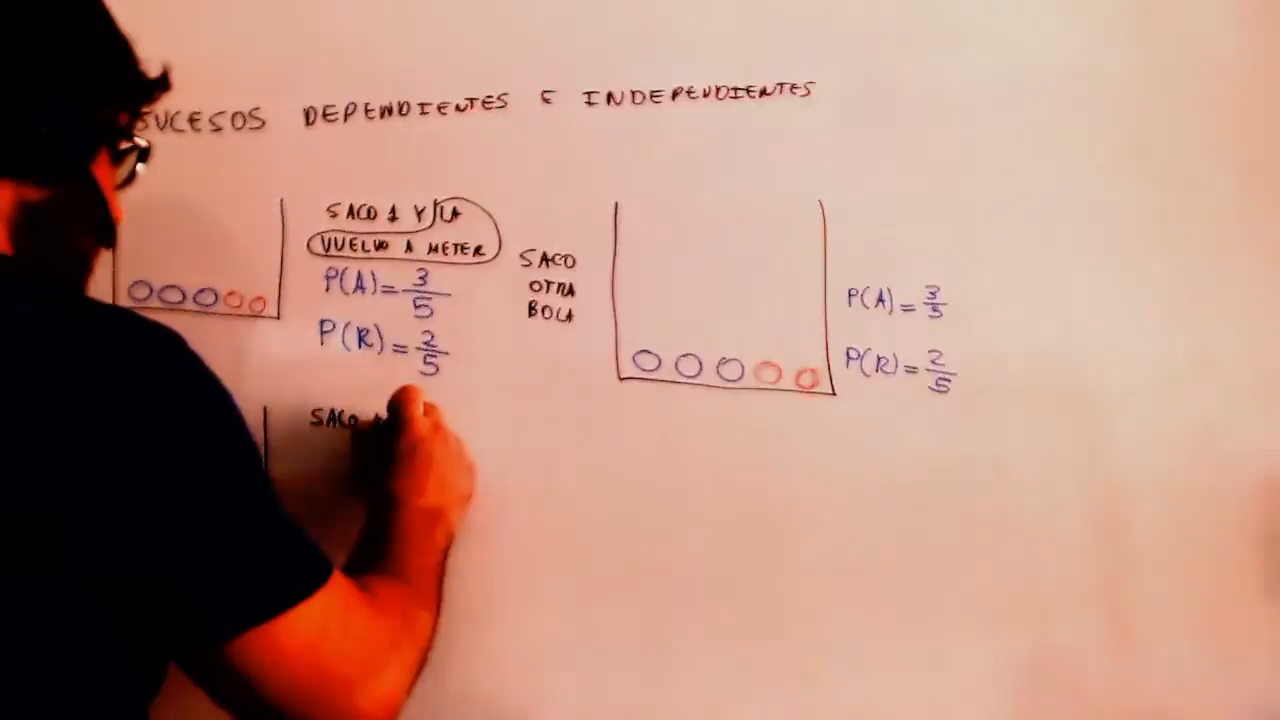 SUCESOS DEPENDIENTES E INDEPENDIENTES
SACO 1 Y LA
VUELVO A METER
P(A)=3/5
P(R)=2/5
SACO
OTRA
BOLA
P(A)=3/5
P(R)=2/5
SACO